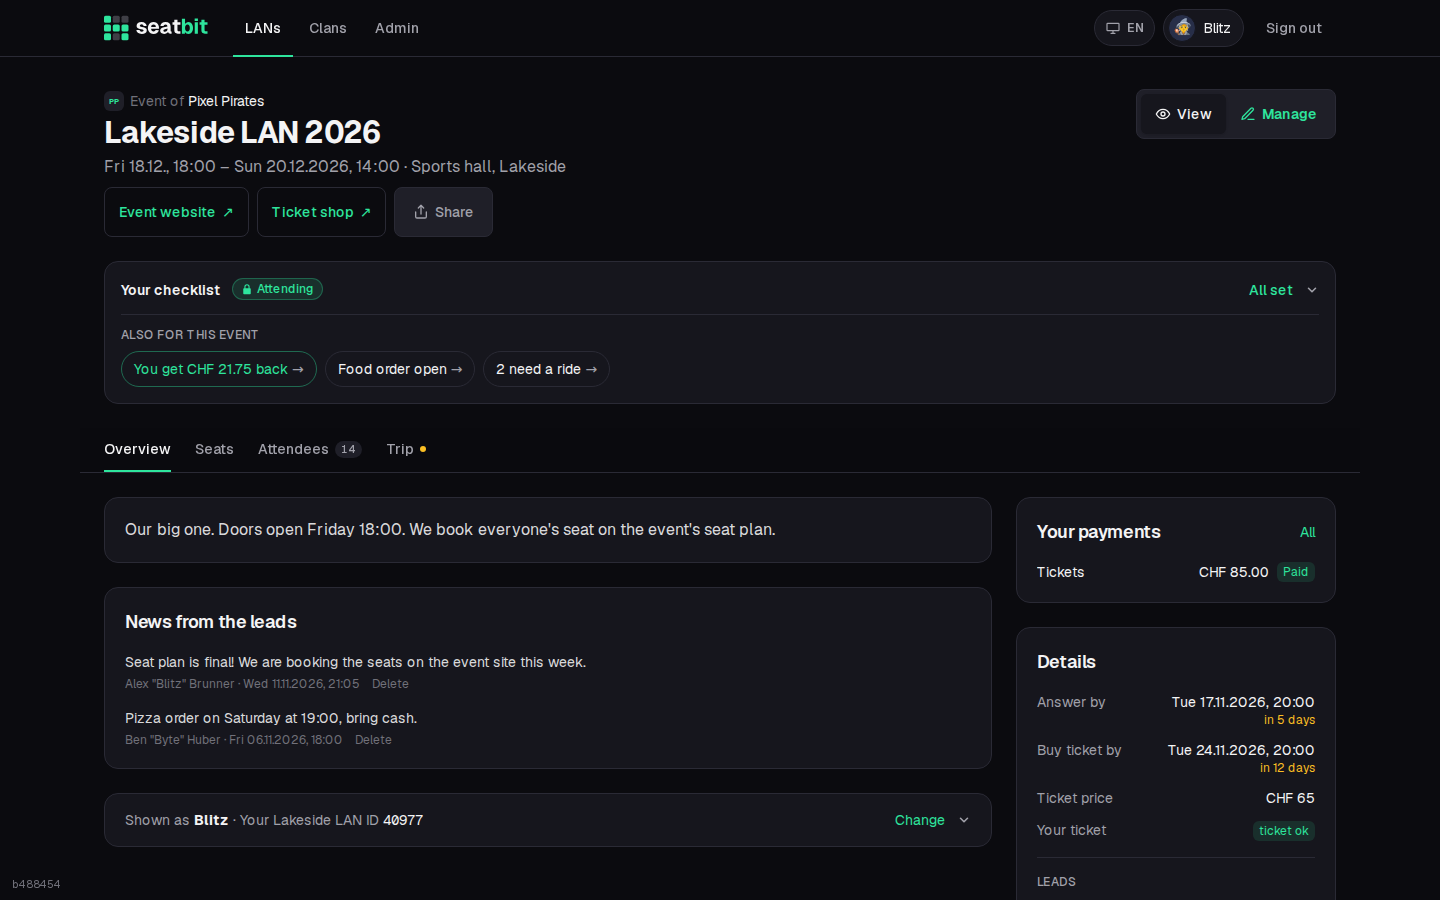 seatbit LANs Clans Admin EN Blitz Sign out
PP Event of Pixel Pirates
Lakeside LAN 2026
View Manage
Fri 18.12., 18:00 – Sun 20.12.2026, 14:00 · Sports hall, Lakeside
Event website ↗ Ticket shop ↗ Share
Your checklist Attending All set
ALSO FOR THIS EVENT
You get CHF 21.75 back → Food order open → 2 need a ride →
Overview Seats Attendees 14 Trip
Our big one. Doors open Friday 18:00. We book everyone's seat on the event's seat plan.
News from the leads
Seat plan is final! We are booking the seats on the event site this week.
Alex "Blitz" Brunner · Wed 11.11.2026, 21:05 Delete
Pizza order on Saturday at 19:00, bring cash.
Ben "Byte" Huber · Fri 06.11.2026, 18:00 Delete
Shown as Blitz · Your Lakeside LAN ID 40977 Change
Your payments All
Tickets CHF 85.00 Paid
Details
Answer by Tue 17.11.2026, 20:00
in 5 days
Buy ticket by Tue 24.11.2026, 20:00
in 12 days
Ticket price CHF 65
Your ticket ticket ok
LEADS
b488454